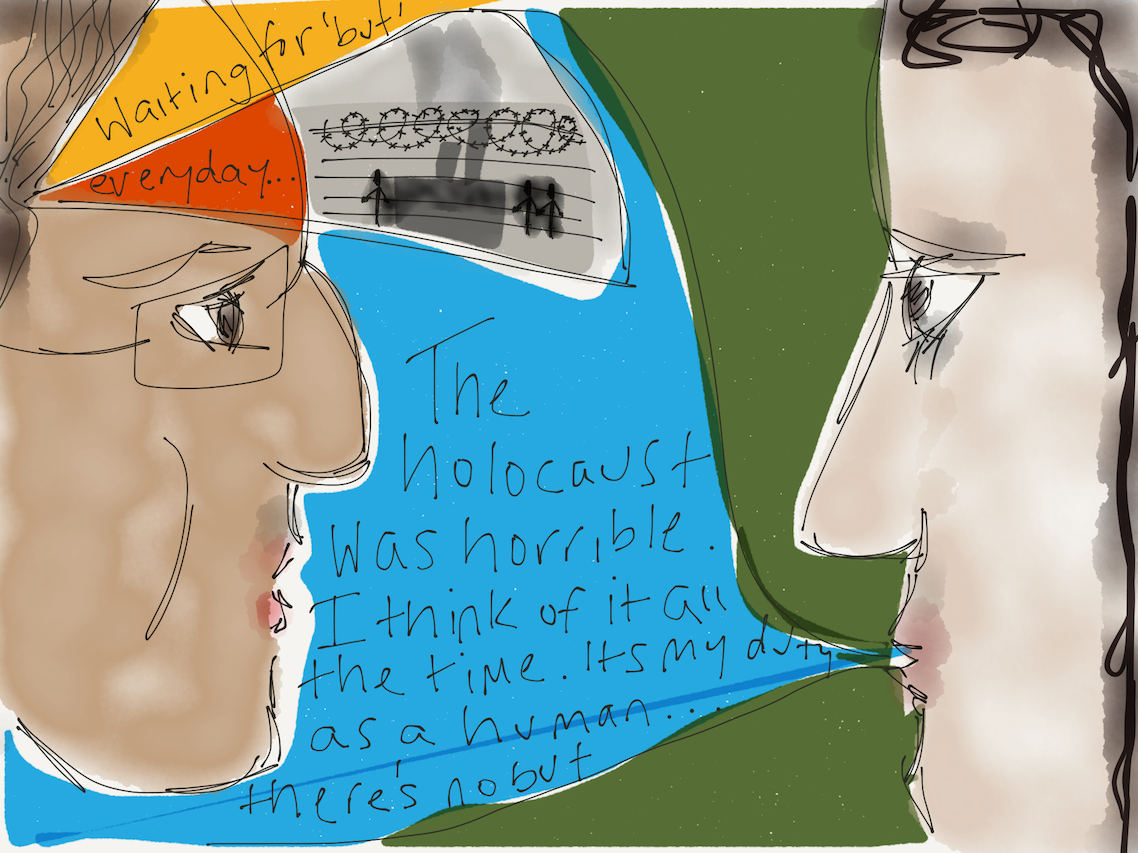 Waiting for 'but'
everyday...
The
holocaust
was horrible.
I think of it all
the time. Its my duty
as a human...
there's no but